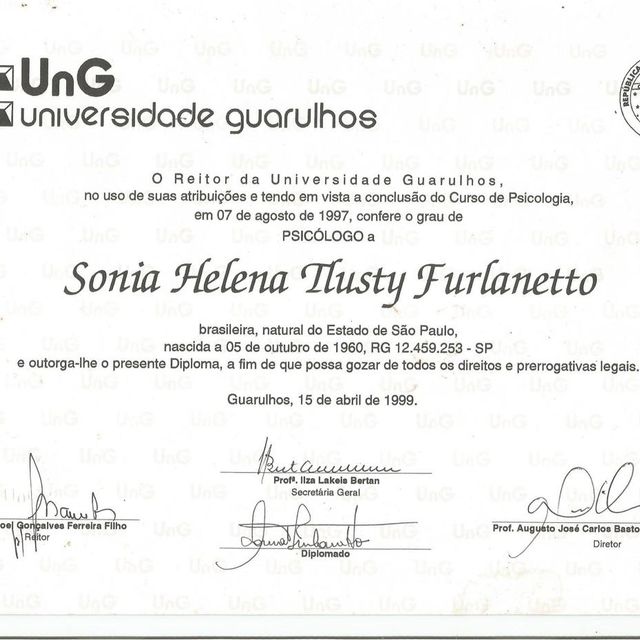 UnG
universidade guarulhos
REPÚBLICA
O Reitor da Universidade Guarulhos,
no uso de suas atribuições e tendo em vista a conclusão do Curso de Psicologia,
em 07 de agosto de 1997, confere o grau de
PSICÓLOGO a
Sonia Helena Tlusty Furlanetto
brasileira, natural do Estado de São Paulo,
nascida a 05 de outubro de 1960, RG 12.459.253 - SP
e outorga-lhe o presente Diploma, a fim de que possa gozar de todos os direitos e prerrogativas legais.
Guarulhos, 15 de abril de 1999.
Profª. Ilza Lakeis Bertan
Secretária Geral
oel Gonçalves Ferreira Filho
Reitor
Diplomado
Prof. Augusto José Carlos Basto
Diretor